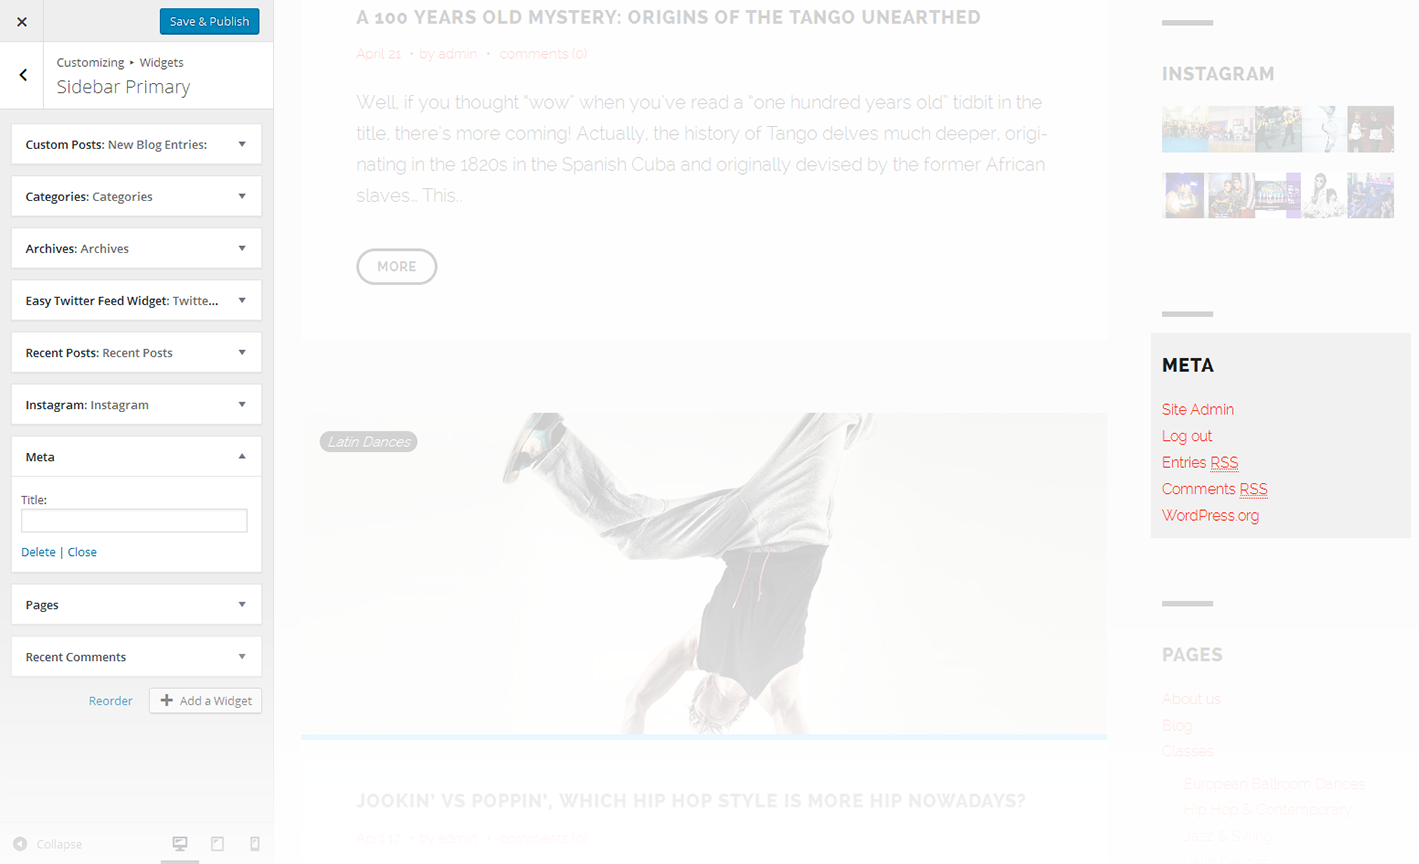 Save & Publish
Customizing ▸ Widgets
Sidebar Primary
Custom Posts: New Blog Entries:
Categories: Categories
Archives: Archives
Easy Twitter Feed Widget: Twitte...
Recent Posts: Recent Posts
Instagram: Instagram
Meta
Title:
Delete | Close
Pages
Recent Comments
Reorder
Add a Widget
Collapse
A 100 YEARS OLD MYSTERY: ORIGINS OF THE TANGO UNEARTHED
April 21 • by admin • comments (0)
Well, if you thought “wow” when you’ve read a “one hundred years old” tidbit in the
title, there’s more coming! Actually, the history of Tango delves much deeper, origi-
nating in the 1820s in the Spanish Cuba and originally devised by the former African
slaves… This..
MORE
Latin Dances
JOOKIN’ VS POPPIN’, WHICH HIP HOP STYLE IS MORE HIP NOWADAYS?
April 17 • by admin • comments (0)
INSTAGRAM
META
Site Admin
Log out
Entries RSS
Comments RSS
WordPress.org
PAGES
About us
Blog
Classes
European Ballroom Dances
Hip Hop & Contemporary
Jazz & Swing